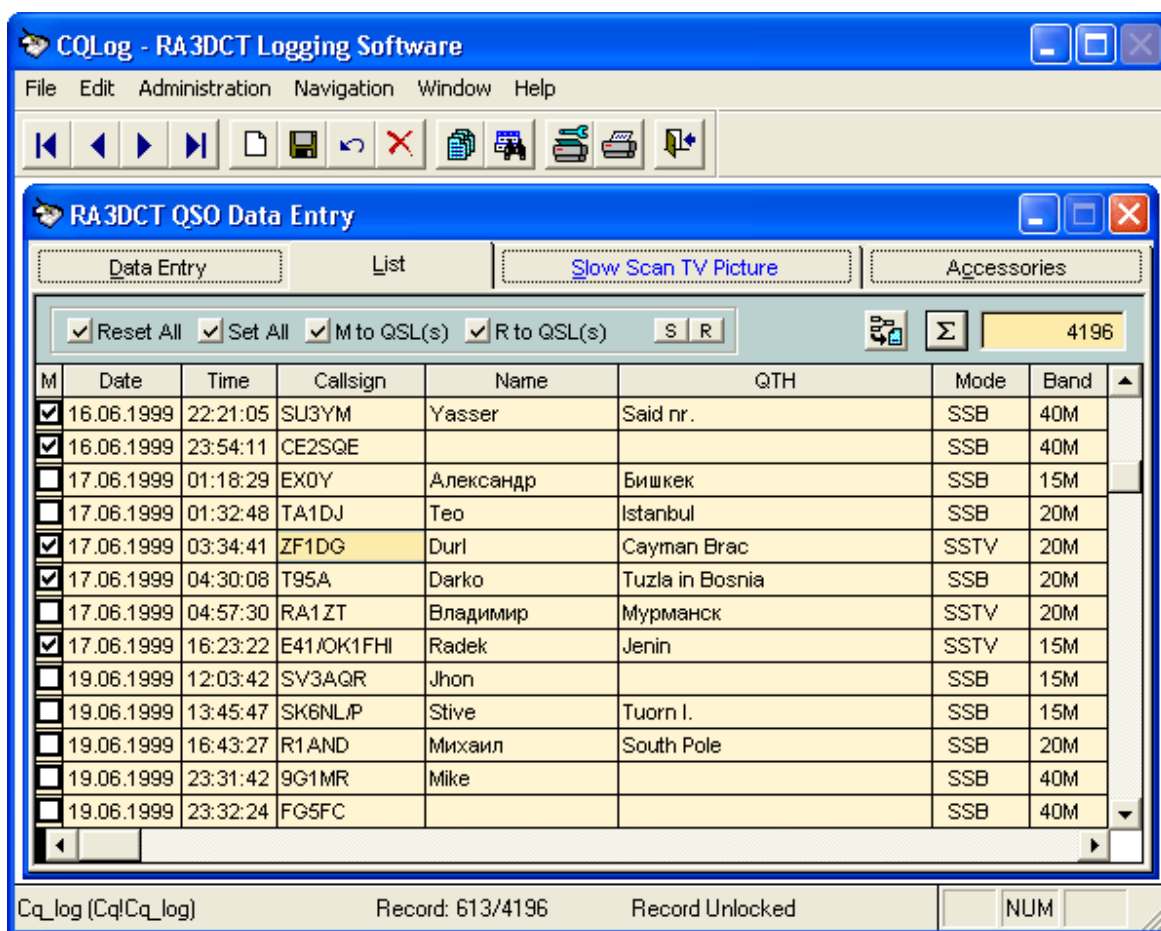 CQLog - RA3DCT Logging Software
File Edit Administration Navigation Window Help
RA3DCT QSO Data Entry
Data Entry List Slow Scan TV Picture Accessories
Reset All Set All M to QSL(s) R to QSL(s) S R Σ 4196
M Date Time Callsign Name QTH Mode Band
16.06.1999 22:21:05 SU3YM Yasser Said nr. SSB 40M
16.06.1999 23:54:11 CE2SQE SSB 40M
17.06.1999 01:18:29 EX0Y Александр Бишкек SSB 15M
17.06.1999 01:32:48 TA1DJ Teo Istanbul SSB 20M
17.06.1999 03:34:41 ZF1DG Durl Cayman Brac SSTV 20M
17.06.1999 04:30:08 T95A Darko Tuzla in Bosnia SSB 20M
17.06.1999 04:57:30 RA1ZT Владимир Мурманск SSTV 20M
17.06.1999 16:23:22 E41/OK1FHI Radek Jenin SSTV 15M
19.06.1999 12:03:42 SV3AQR Jhon SSB 15M
19.06.1999 13:45:47 SK6NL/P Stive Tuorn I. SSB 15M
19.06.1999 16:43:27 R1AND Михаил South Pole SSB 20M
19.06.1999 23:31:42 9G1MR Mike SSB 40M
19.06.1999 23:32:24 FG5FC SSB 40M
Cq_log (Cq!Cq_log) Record: 613/4196 Record Unlocked NUM